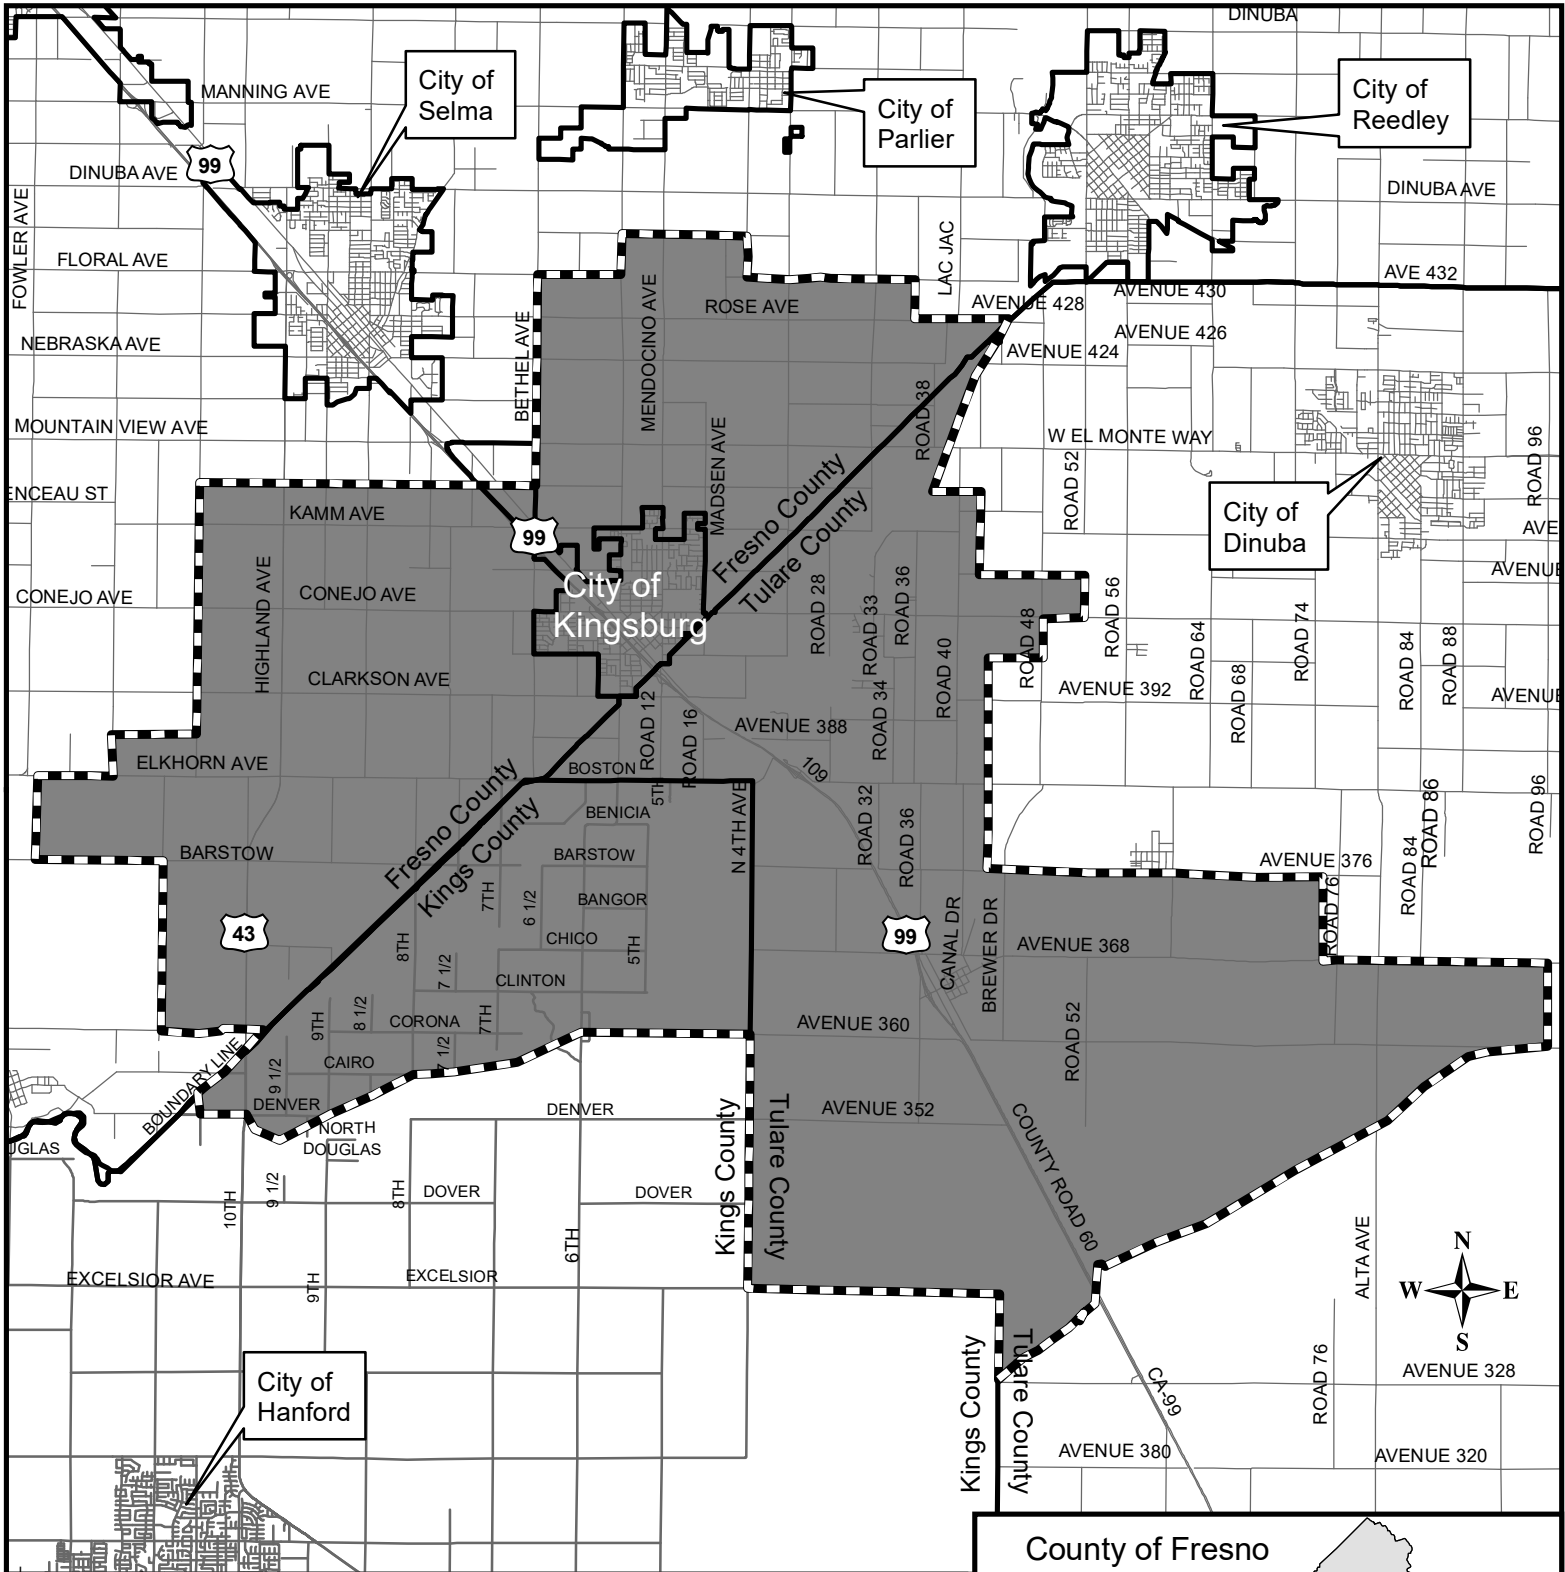 DINUBA
City of
Selma
MANNING AVE
City of
Parlier
City of
Reedley
99
DINUBA AVE
DINUBA AVE
FOWLER AVE
FLORAL AVE
LAC JAC
AVE 432
AVENUE 430
AVENUE 428
ROSE AVE
MENDOCINO AVE
AVENUE 426
NEBRASKA AVE
AVENUE 424
BETHEL AVE
ROAD 38
MOUNTAIN VIEW AVE
MADSEN AVE
W EL MONTE WAY
ROAD 52
ROAD 96
ENCEAU ST
KAMM AVE
City of
Dinuba
AVE
99
Fresno County
Tulare County
AVENUE
CONEJO AVE
CONEJO AVE
HIGHLAND AVE
City of
Kingsburg
ROAD 28
ROAD 33
ROAD 36
ROAD 48
ROAD 56
ROAD 64
ROAD 74
ROAD 84
ROAD 88
CLARKSON AVE
ROAD 34
ROAD 40
AVENUE 392
ROAD 68
AVENUE
ROAD 12
ROAD 16
AVENUE 388
ELKHORN AVE
BOSTON
109
5TH
Fresno County
Kings County
BENICIA
N 4TH AVE
ROAD 32
ROAD 36
ROAD 86
ROAD 96
BARSTOW
BARSTOW
AVENUE 376
ROAD 84
7TH
6 1/2
BANGOR
ROAD 76
43
8TH
CHICO
5TH
99
CANAL DR
BREWER DR
AVENUE 368
7 1/2
CLINTON
9TH
8 1/2
CORONA
7TH
AVENUE 360
ROAD 52
BOUNDARY LINE
9 1/2
CAIRO
7 1/2
DENVER
DENVER
AVENUE 352
COUNTY ROAD 60
NORTH
DOUGLAS
UGLAS
Kings County
Tulare County
10TH
9 1/2
8TH
DOVER
DOVER
6TH
ALTA AVE
N
W
E
S
EXCELSIOR AVE
9TH
EXCELSIOR
Kings County
Tulare County
CA-99
ROAD 76
AVENUE 328
City of
Hanford
AVENUE 380
AVENUE 320
County of Fresno